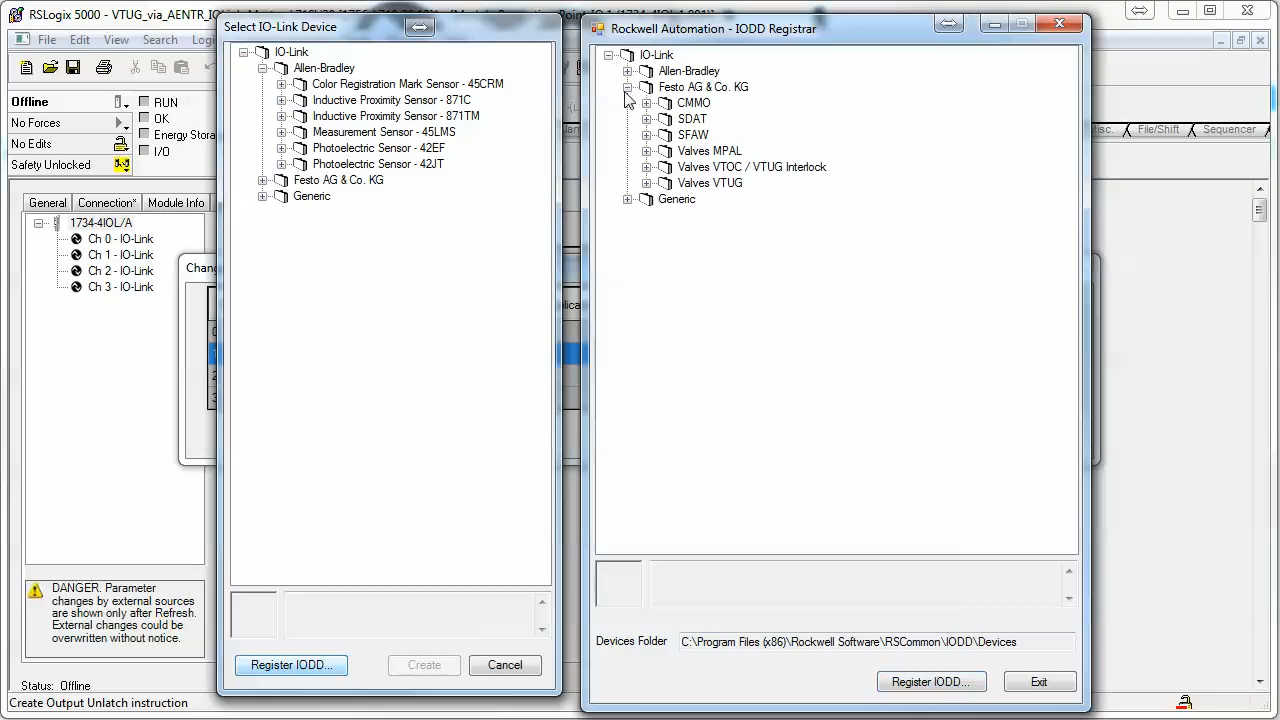 RSLogix 5000 - VTUG_via_AENTR_IO
File Edit View Search Logi
Offline
RUN
OK
Energy Stora
I/O
No Forces
No Edits
Safety Unlocked
Misc. File/Shift Sequencer
General Connection* Module Info
1734-4IOL/A
Ch 0 - IO-Link
Ch 1 - IO-Link
Ch 2 - IO-Link
Ch 3 - IO-Link
DANGER. Parameter
changes by external sources
are shown only after Refresh.
External changes could be
overwritten without notice.
Status: Offline
Create Output Unlatch instruction
Chang
plica
Select IO-Link Device
IO-Link
Allen-Bradley
Color Registration Mark Sensor - 45CRM
Inductive Proximity Sensor - 871C
Inductive Proximity Sensor - 871TM
Measurement Sensor - 45LMS
Photoelectric Sensor - 42EF
Photoelectric Sensor - 42JT
Festo AG & Co. KG
Generic
Register IODD... Create Cancel
Rockwell Automation - IODD Registrar
IO-Link
Allen-Bradley
Festo AG & Co. KG
CMMO
SDAT
SFAW
Valves MPAL
Valves VTOC / VTUG Interlock
Valves VTUG
Generic
Devices Folder C:\Program Files (x86)\Rockwell Software\RSCommon\IODD\Devices
Register IODD... Exit